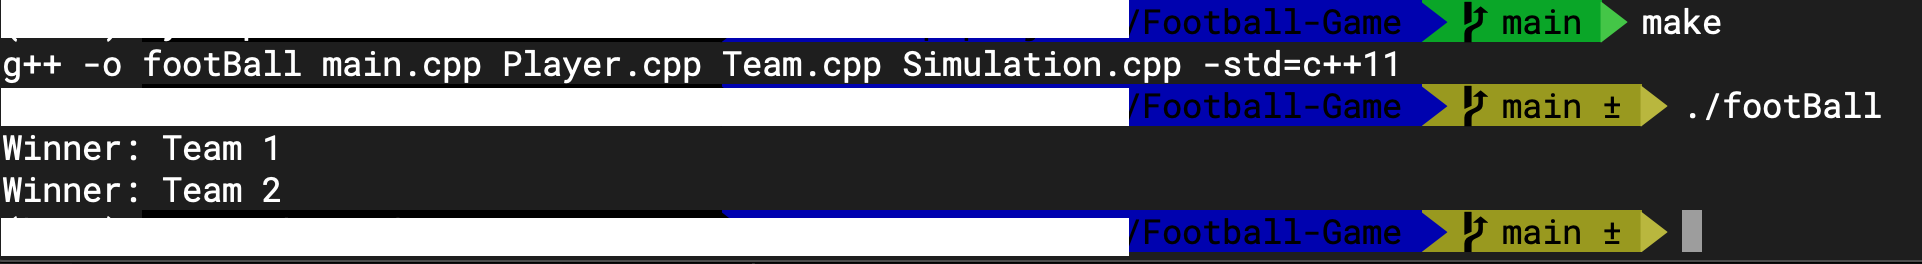 /Football-Game main make
g++ -o footBall main.cpp Player.cpp Team.cpp Simulation.cpp -std=c++11
/Football-Game main ± ./footBall
Winner: Team 1
Winner: Team 2
/Football-Game main ±